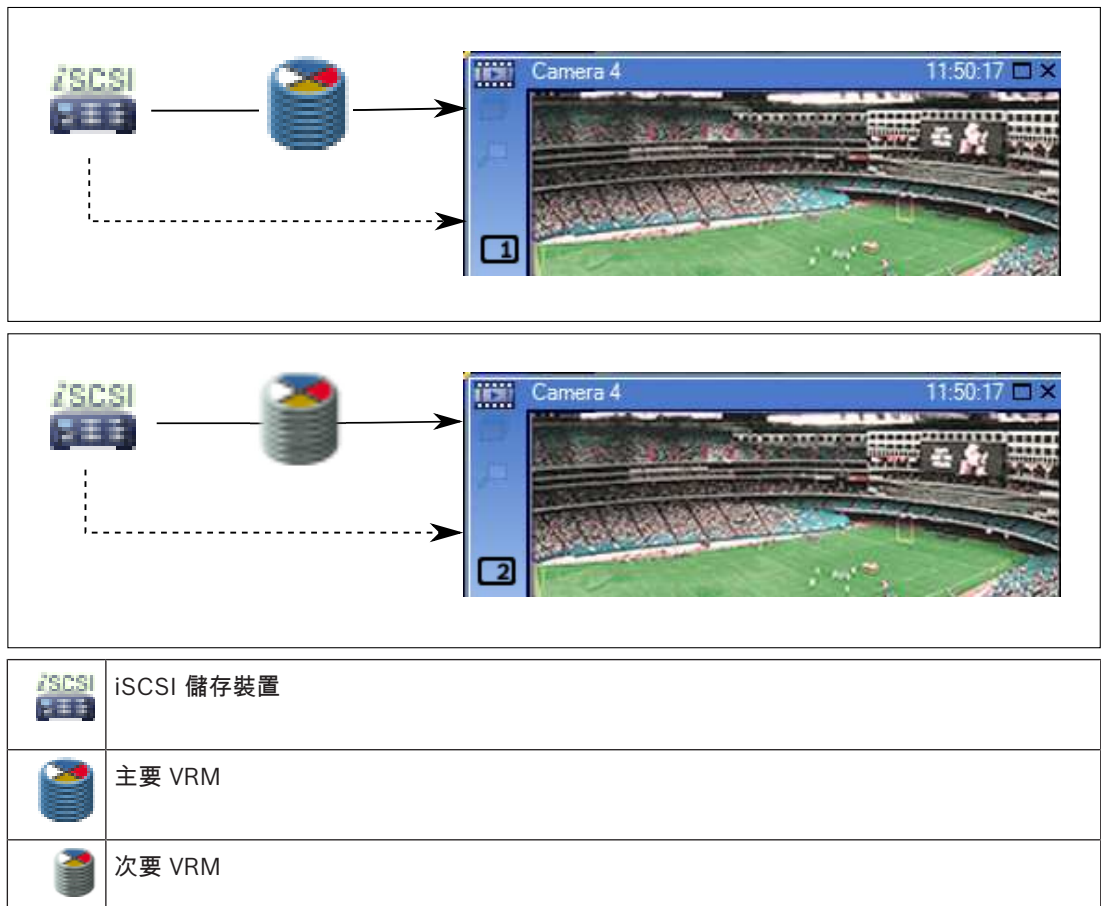 iSCSI
Camera 4 11:50:17
1
iSCSI
Camera 4 11:50:17
2
iSCSI iSCSI 儲存裝置
主要 VRM
次要 VRM